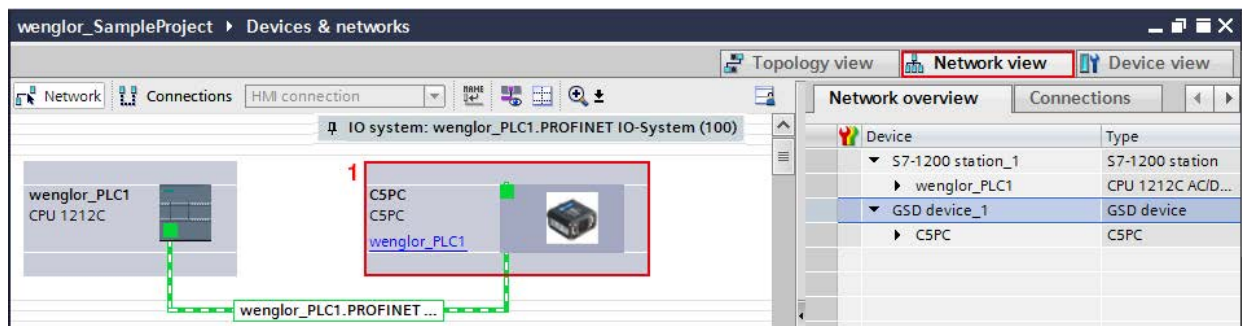 wenglor_SampleProject ▸ Devices & networks
Topology view Network view Device view
Network Connections HMI connection
Network overview Connections
IO system: wenglor_PLC1.PROFINET IO-System (100)
Device Type
S7-1200 station_1 S7-1200 station
wenglor_PLC1 CPU 1212C AC/D...
GSD device_1 GSD device
C5PC C5PC
1
wenglor_PLC1
CPU 1212C
C5PC
C5PC
wenglor_PLC1
wenglor_PLC1.PROFINET ...